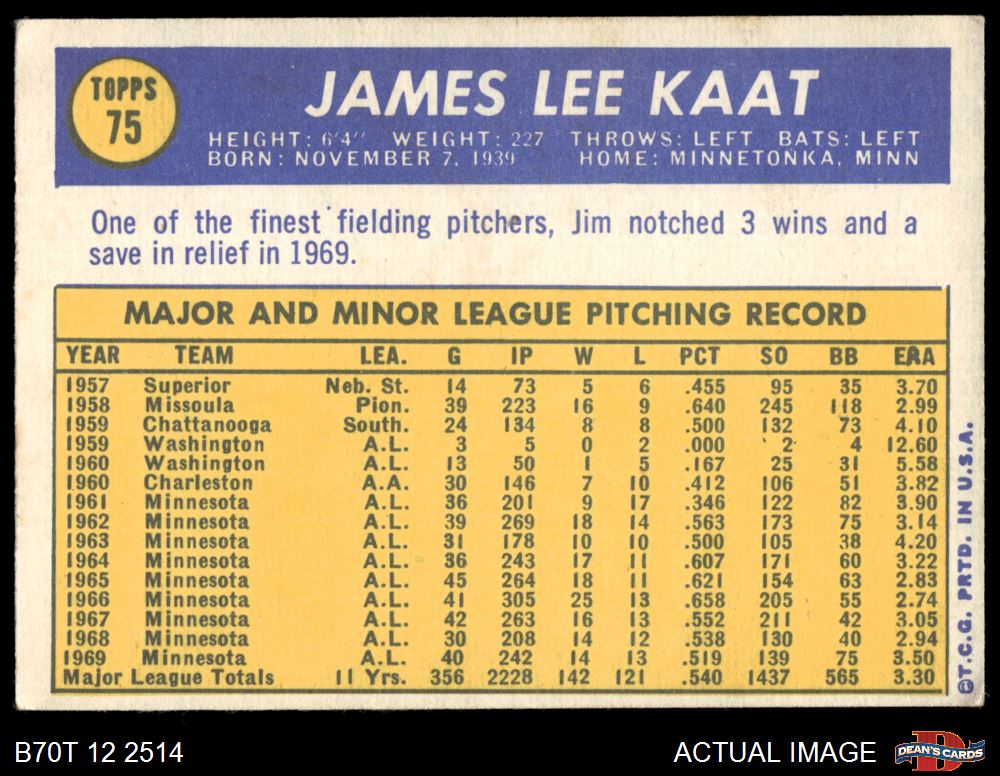 TOPPS
75
JAMES LEE KAAT
HEIGHT: 6'4" WEIGHT: 227 THROWS: LEFT BATS: LEFT
BORN: NOVEMBER 7, 1939 HOME: MINNETONKA, MINN
One of the finest fielding pitchers, Jim notched 3 wins and a
save in relief in 1969.
MAJOR AND MINOR LEAGUE PITCHING RECORD
YEAR TEAM LEA. G IP W L PCT SO BB ERA
1957 Superior Neb. St. 14 73 5 6 .455 95 35 3.70
1958 Missoula Pion. 39 223 16 9 .640 245 118 2.99
1959 Chattanooga South. 24 134 8 8 .500 132 73 4.10
1959 Washington A.L. 3 5 0 2 .000 2 4 12.60
1960 Washington A.L. 13 50 1 5 .167 25 31 5.58
1960 Charleston A.A. 30 146 7 10 .412 106 51 3.82
1961 Minnesota A.L. 36 201 9 17 .346 122 82 3.90
1962 Minnesota A.L. 39 269 18 14 .563 173 75 3.14
1963 Minnesota A.L. 31 178 10 10 .500 105 38 4.20
1964 Minnesota A.L. 36 243 17 11 .607 171 60 3.22
1965 Minnesota A.L. 45 264 18 11 .621 154 63 2.83
1966 Minnesota A.L. 41 305 25 13 .658 205 55 2.74
1967 Minnesota A.L. 42 263 16 13 .552 211 42 3.05
1968 Minnesota A.L. 30 208 14 12 .538 130 40 2.94
1969 Minnesota A.L. 40 242 14 13 .519 139 75 3.50
Major League Totals 11 Yrs. 356 2228 142 121 .540 1437 565 3.30
©T.C.G. PRTD. IN U.S.A.
B70T 12 2514
ACTUAL IMAGE
DEAN'S CARDS